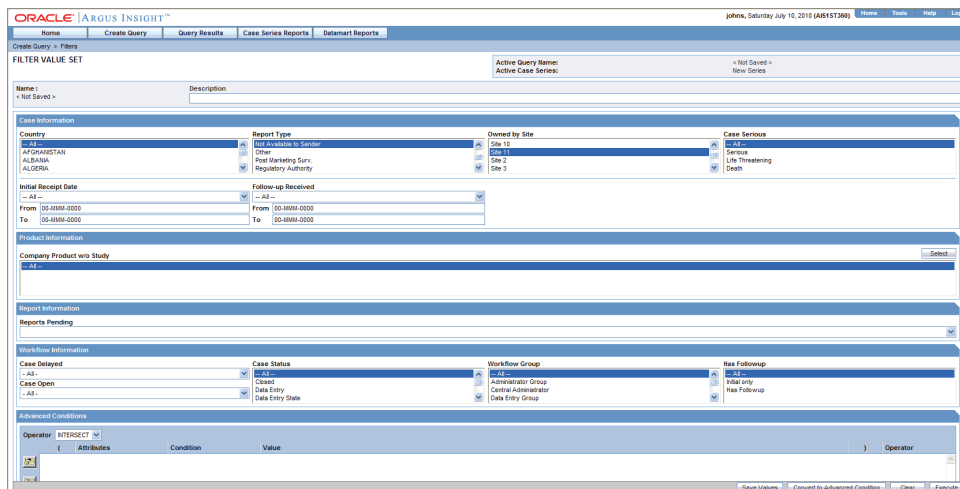 ORACLE ARGUS INSIGHT™
johns, Saturday July 10, 2010 (AI51ST360) Home Tools Help Log
Home Create Query Query Results Case Series Reports Datamart Reports
Create Query » Filters
FILTER VALUE SET
Active Query Name: < Not Saved >
Active Case Series: New Series
Name : Description
< Not Saved >
Case Information
Country Report Type Owned by Site Case Serious
-- All -- Not Available to Sender Site 10 -- All --
AFGHANISTAN Other Site 11 Serious
ALBANIA Post Marketing Surv. Site 2 Life Threatening
ALGERIA Regulatory Authority Site 3 Death
Initial Receipt Date Follow-up Received
-- All -- -- All --
From 00-MMM-0000 From 00-MMM-0000
To 00-MMM-0000 To 00-MMM-0000
Product Information
Company Product w/o Study Select
-- All --
Report Information
Reports Pending
Workflow Information
Case Delayed Case Status Workflow Group Has Followup
- All - -- All -- -- All -- -- All --
Case Open Closed Administrator Group Initial only
- All - Data Entry Central Administrator Has Followup
Data Entry State Data Entry Group
Advanced Conditions
Operator INTERSECT
( Attributes Condition Value ) Operator
Save Values Convert to Advanced Condition Clear Execute